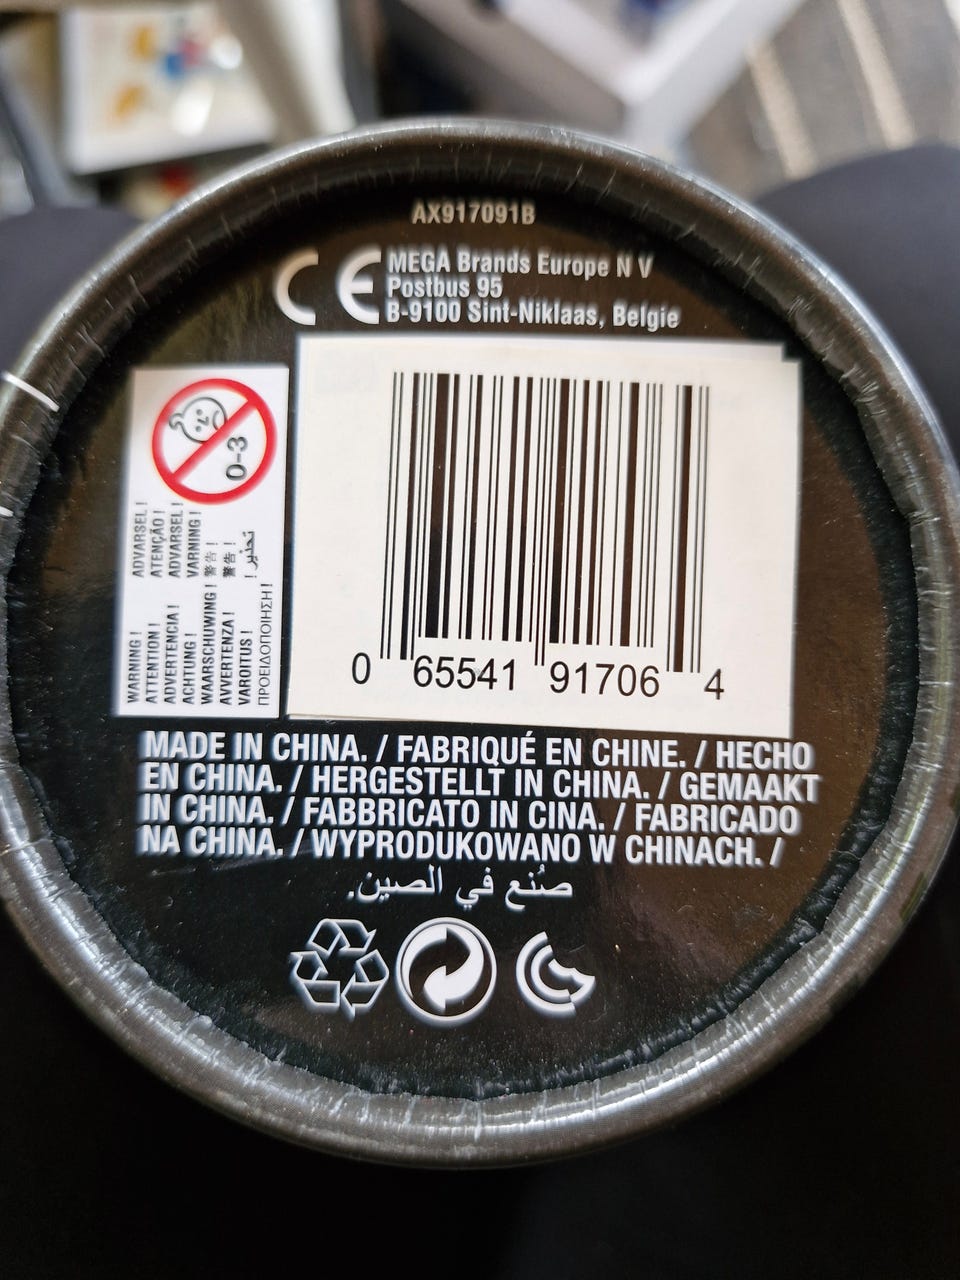 AX917091B
CE MEGA Brands Europe N V
Postbus 95
B-9100 Sint-Niklaas, Belgie
0-3
WARNING ! ADVARSEL !
ATTENTION ! ATENÇÃO !
ADVERTENCIA ! ADVARSEL !
ACHTUNG ! VARNING !
WAARSCHUWING ! 警告 !
AVVERTENZA ! 警告 !
VAROITUS ! تحذير !
ΠΡΟΕΙΔΟΠΟΙΗΣΗ !
0 65541 91706 4
MADE IN CHINA. / FABRIQUÉ EN CHINE. / HECHO
EN CHINA. / HERGESTELLT IN CHINA. / GEMAAKT
IN CHINA. / FABBRICATO IN CINA. / FABRICADO
NA CHINA. / WYPRODUKOWANO W CHINACH. /
صُنع في الصين.